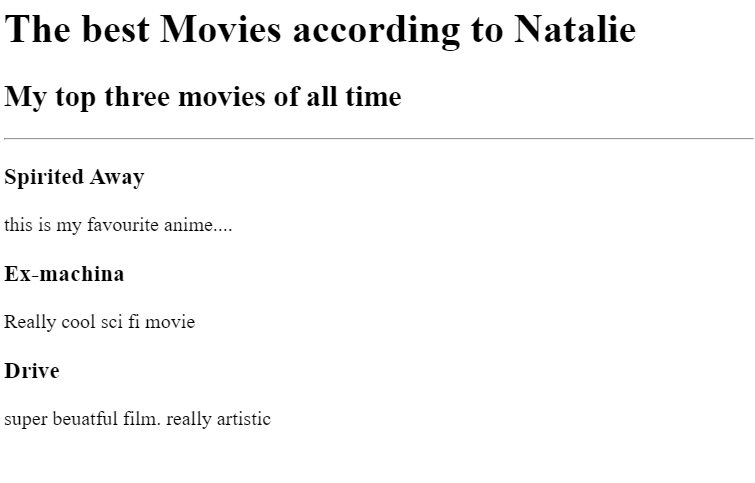 The best Movies according to Natalie
My top three movies of all time
Spirited Away
this is my favourite anime....
Ex-machina
Really cool sci fi movie
Drive
super beuatful film. really artistic